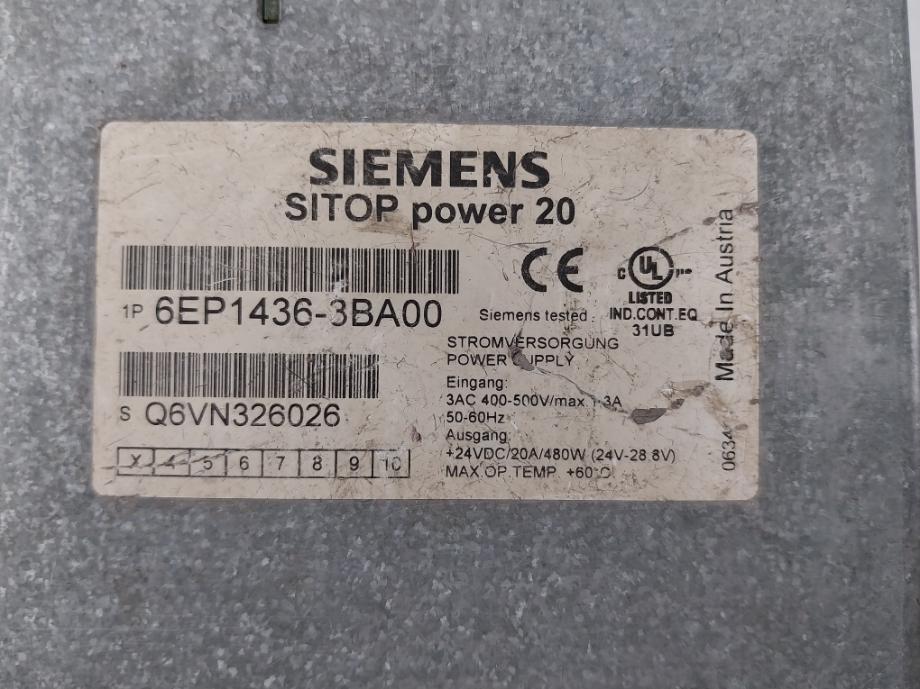 SIEMENS
SITOP power 20
1P 6EP1436-3BA00
Siemens tested
C UL
LISTED
IND.CONT.EQ
31UB
S Q6VN326026
X 4 5 6 7 8 9 10
STROMVERSORGUNG
POWER SUPPLY
Eingang:
3AC 400-500V/max.1.3A
50-60Hz
Ausgang:
+24VDC/20A/480W (24V-28.8V)
MAX OP.TEMP. +60°C
Made In Austria